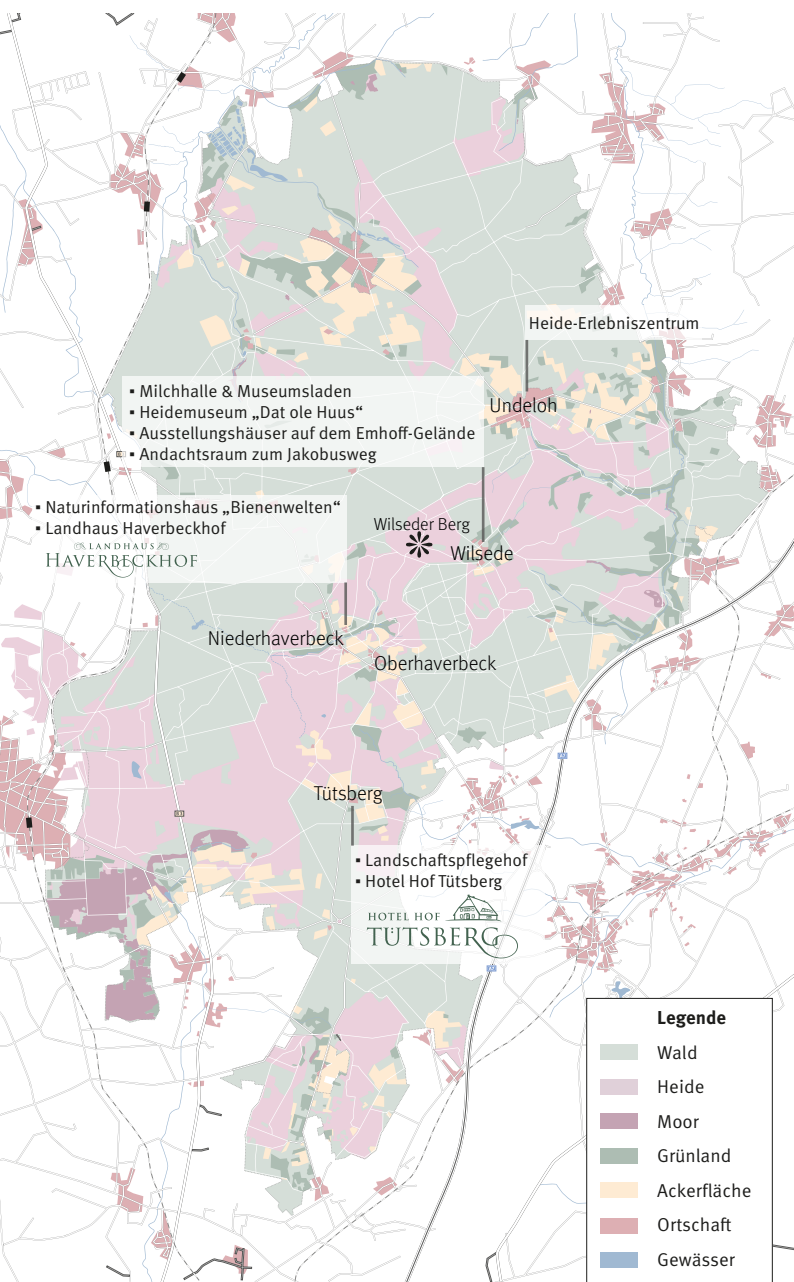 Heide-Erlebniszentrum
▪ Milchhalle & Museumsladen
▪ Heidemuseum „Dat ole Huus“
▪ Ausstellungshäuser auf dem Emhoff-Gelände
▪ Andachtsraum zum Jakobusweg
Undeloh
▪ Naturinformationshaus „Bienenwelten“
▪ Landhaus Haverbeckhof
LANDHAUS
HAVERBECKHOF
Wilseder Berg
Wilsede
Niederhaverbeck
Oberhaverbeck
Tütsberg
▪ Landschaftspflegehof
▪ Hotel Hof Tütsberg
HOTEL HOF
TÜTSBERG
Legende
Wald
Heide
Moor
Grünland
Ackerfläche
Ortschaft
Gewässer